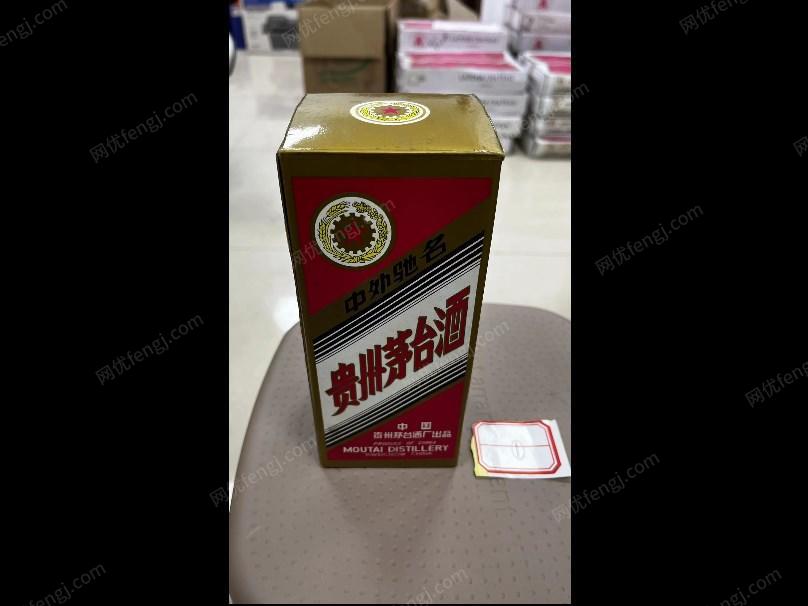 中外驰名
贵州茅台酒
中国
贵州茅台酒厂出品
PRODUCE OF CHINA
MOUTAI DISTILLERY
网优fengj.com